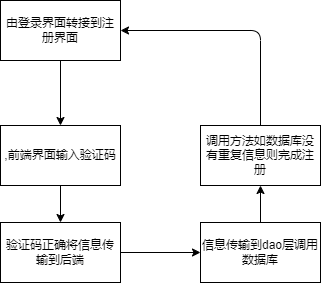 由登录界面转接到注
册界面
,前端界面输入验证码
调用方法如数据库没
有重复信息则完成注
册
验证码正确将信息传
输到后端
信息传输到dao层调用
数据库